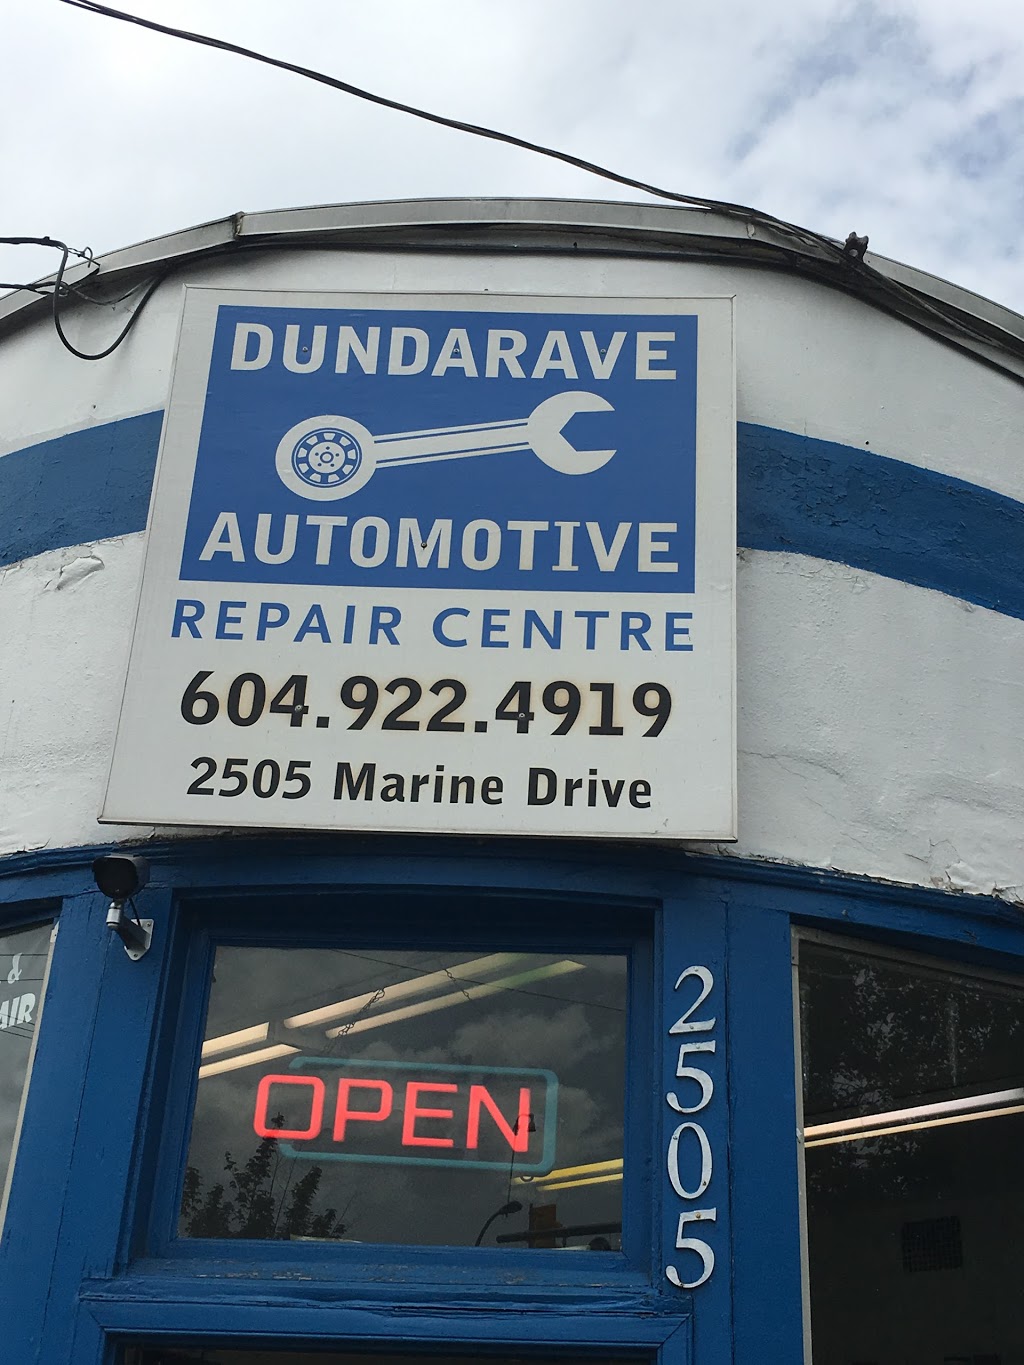 DUNDARAVE
AUTOMOTIVE
REPAIR CENTRE
604.922.4919
2505 Marine Drive
&
OPEN
2505